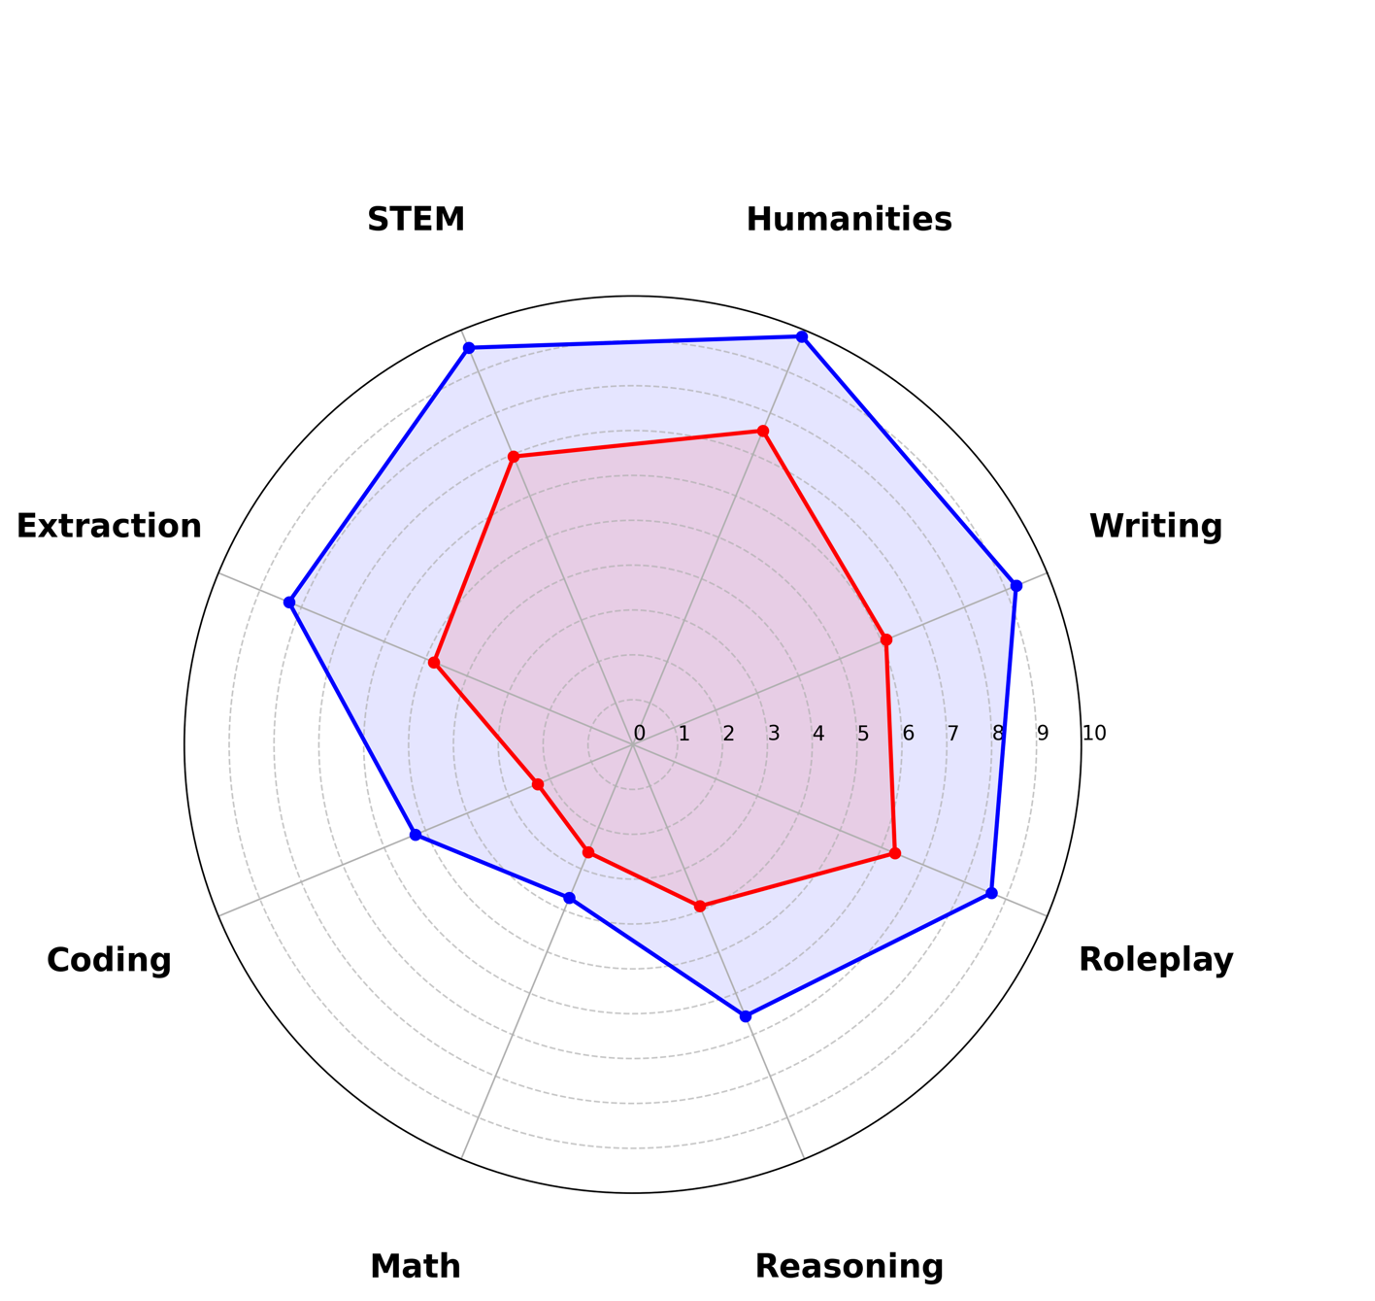 STEM
Humanities
Extraction
Writing
0 1 2 3 4 5 6 7 8 9 10
Coding
Roleplay
Math
Reasoning